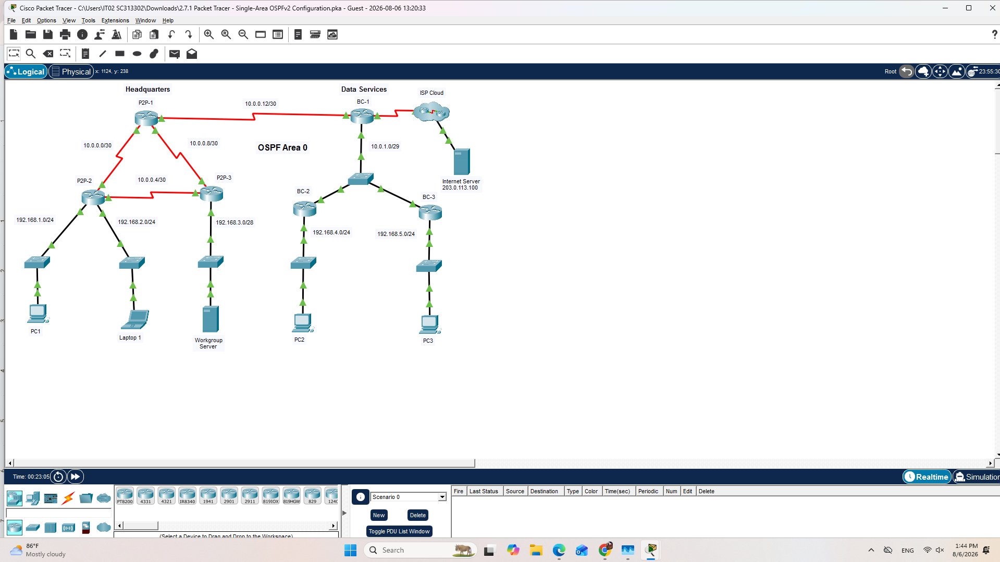 Cisco Packet Tracer - C:\Users\IT02 SC313302\Downloads\2.7.1 Packet Tracer - Single-Area OSPFv2 Configuration.pka - Guest - 2026-08-06 13:20:33
File Edit Options View Tools Extensions Window Help
?
Logical Physical x: 1124, y: 238 Root 23:55:30
Headquarters Data Services
ISP Cloud
P2P-1 10.0.0.12/30 BC-1
10.0.0.0/30 10.0.0.8/30 OSPF Area 0 10.0.1.0/29
P2P-2 10.0.0.4/30 P2P-3
Internet Server
203.0.113.100
BC-2 BC-3
192.168.1.0/24 192.168.2.0/24 192.168.3.0/28 192.168.4.0/24 192.168.5.0/24
PC1 Laptop 1 Workgroup
Server
PC2 PC3
Time: 00:23:05 Realtime Simulation
PT8200 4331 4321 IR8340 1941 2901 2911 819IOX 819HGW 829 1240
Scenario 0
New Delete
Toggle PDU List Window
(Select a Device to Drag and Drop to the Workspace)
Fire Last Status Source Destination Type Color Time(sec) Periodic Num Edit Delete
86°F
Mostly cloudy
Search
ENG
1:44 PM
8/6/2026